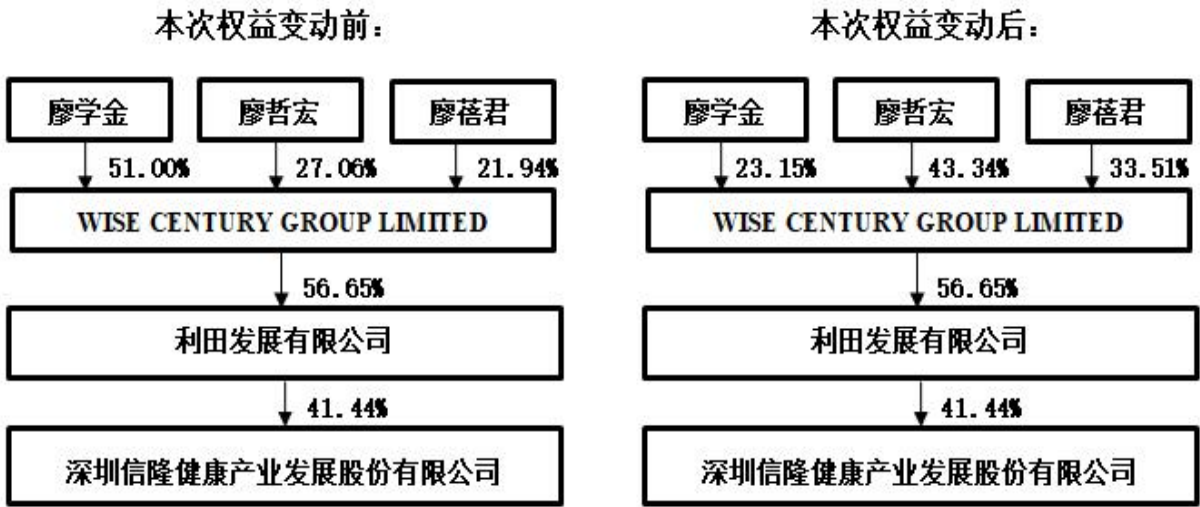 本次权益变动前：
廖学金 廖哲宏 廖蓓君
51.00% 27.06% 21.94%
WISE CENTURY GROUP LIMITED
56.65%
利田发展有限公司
41.44%
深圳信隆健康产业发展股份有限公司
本次权益变动后：
廖学金 廖哲宏 廖蓓君
23.15% 43.34% 33.51%
WISE CENTURY GROUP LIMITED
56.65%
利田发展有限公司
41.44%
深圳信隆健康产业发展股份有限公司